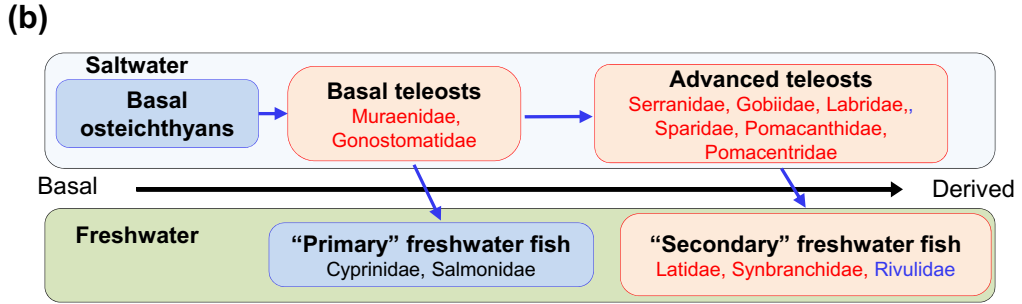 (b)
Saltwater
Basal
osteichthyans
Basal teleosts
Muraenidae,
Gonostomatidae
Advanced teleosts
Serranidae, Gobiidae, Labridae,,
Sparidae, Pomacanthidae,
Pomacentridae
Basal
Derived
Freshwater
“Primary” freshwater fish
Cyprinidae, Salmonidae
“Secondary” freshwater fish
Latidae, Synbranchidae, Rivulidae